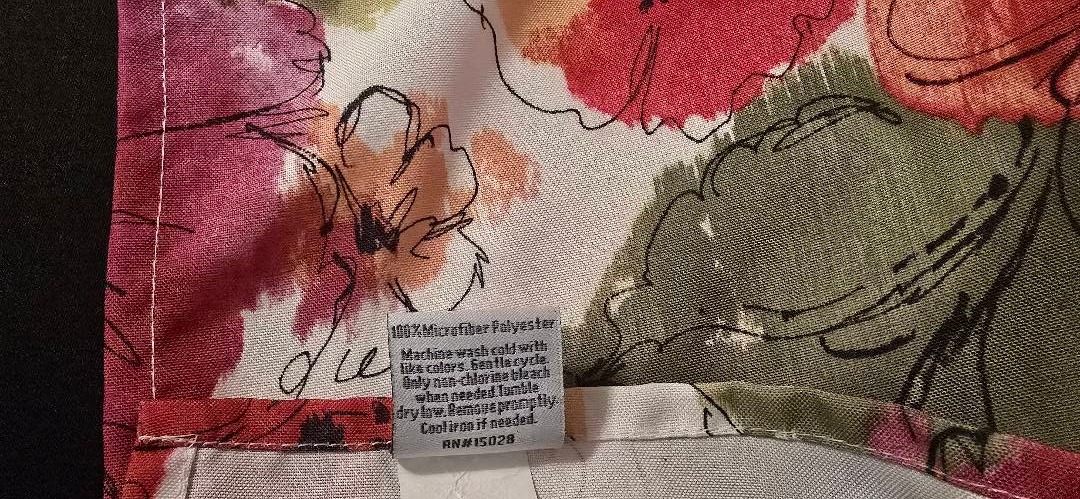 due
100%Microfiber Polyester
Machine wash cold with
like colors. Gentle cycle.
Only non-chlorine bleach
when needed. Tumble
dry low. Remove promptly.
Cool iron if needed.
RN#15028